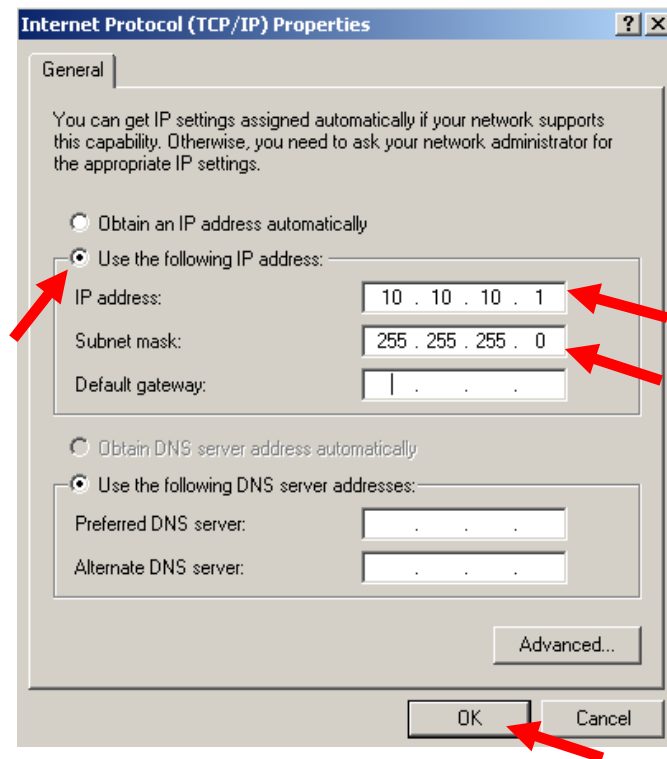 Internet Protocol (TCP/IP) Properties ? X
General
You can get IP settings assigned automatically if your network supports
this capability. Otherwise, you need to ask your network administrator for
the appropriate IP settings.
Obtain an IP address automatically
Use the following IP address:
IP address: 10 . 10 . 10 . 1
Subnet mask: 255 . 255 . 255 . 0
Default gateway: . . .
Obtain DNS server address automatically
Use the following DNS server addresses:
Preferred DNS server: . . .
Alternate DNS server: . . .
Advanced...
OK Cancel